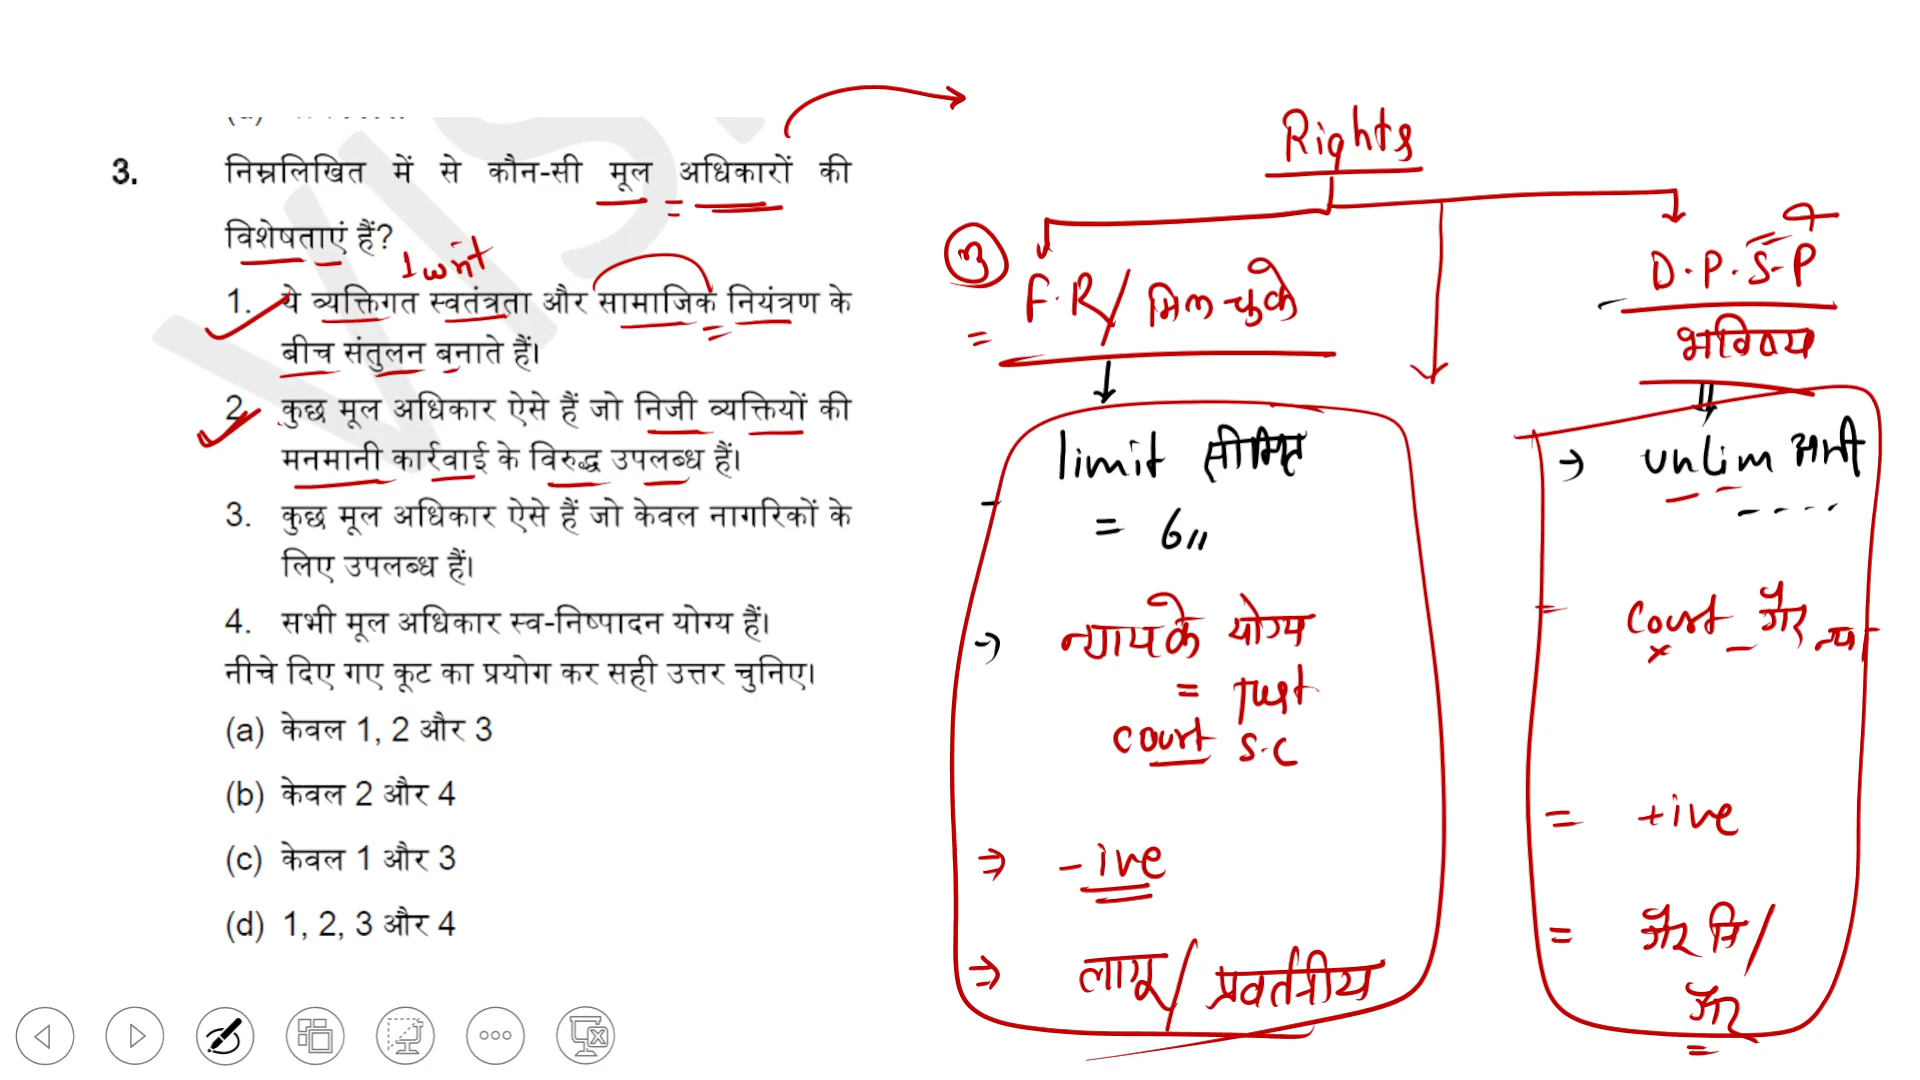 3. निम्नलिखित में से कौन-सी मूल अधिकारों की
विशेषताएं हैं?
1 writ
1. ये व्यक्तिगत स्वतंत्रता और सामाजिक नियंत्रण के
बीच संतुलन बनाते हैं।
2. कुछ मूल अधिकार ऐसे हैं जो निजी व्यक्तियों की
मनमानी कार्रवाई के विरुद्ध उपलब्ध हैं।
3. कुछ मूल अधिकार ऐसे हैं जो केवल नागरिकों के
लिए उपलब्ध हैं।
4. सभी मूल अधिकार स्व-निष्पादन योग्य हैं।
नीचे दिए गए कूट का प्रयोग कर सही उत्तर चुनिए।
(a) केवल 1, 2 और 3
(b) केवल 2 और 4
(c) केवल 1 और 3
(d) 1, 2, 3 और 4
Rights
F.R/ मिल चुके
limit सीमित
= 6
न्याय के योग्य
= Just
court S.C
-ive
लागू/ प्रवर्तनीय
D.P.S.P
भविष्य
unlim
court गैर
= +ive
= गैर
गैर